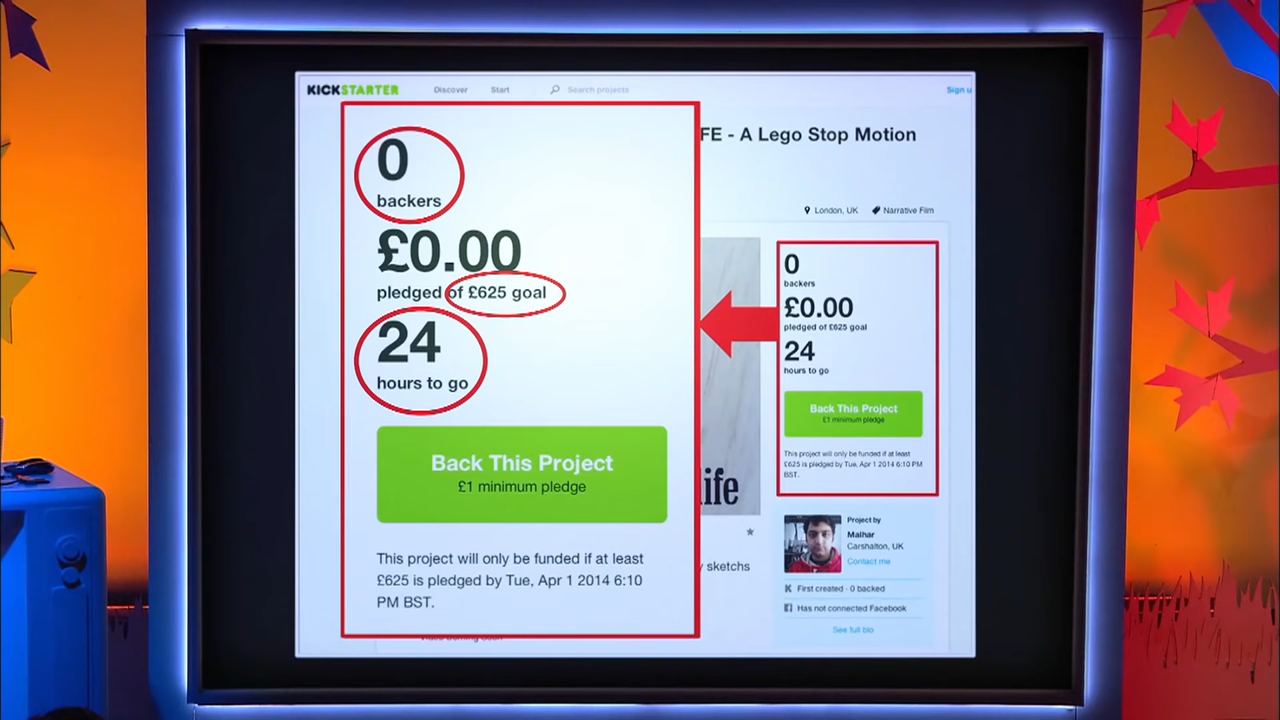 KICKSTARTER Discover Start Search projects Sign u
FE - A Lego Stop Motion
London, UK Narrative Film
0
backers
£0.00
pledged of £625 goal
24
hours to go
Back This Project
£1 minimum pledge
This project will only be funded if at least
£625 is pledged by Tue, Apr 1 2014 6:10
PM BST.
0
backers
£0.00
pledged of £625 goal
24
hours to go
Back This Project
£1 minimum pledge
This project will only be funded if at least
£625 is pledged by Tue, Apr 1 2014 6:10 PM
BST.
life
y sketchs
Project by
Malhar
Carshalton, UK
Contact me
First created · 0 backed
Has not connected Facebook
See full bio